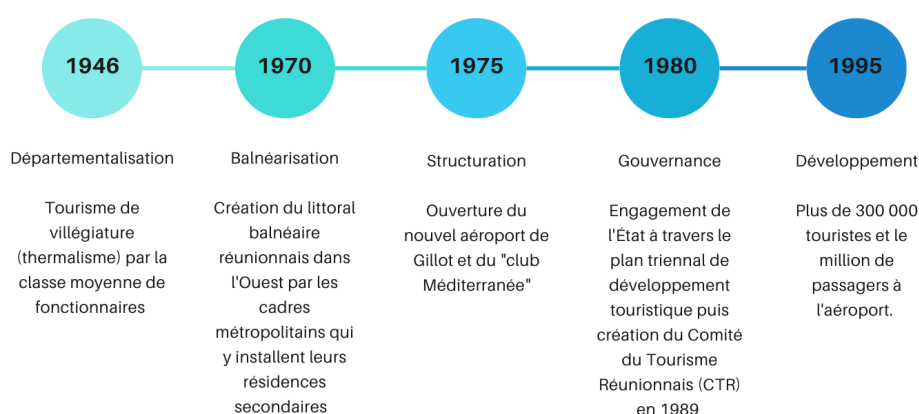 1946
1970
1975
1980
1995
Départementalisation
Balnéarisation
Structuration
Gouvernance
Développement
Tourisme de
villégiature
(thermalisme) par la
classe moyenne de
fonctionnaires
Création du littoral
balnéaire
réunionnais dans
l'Ouest par les
cadres
métropolitains qui
y installent leurs
résidences
secondaires
Ouverture du
nouvel aéroport de
Gillot et du "club
Méditerranée"
Engagement de
l'État à travers le
plan triennal de
développement
touristique puis
création du Comité
du Tourisme
Réunionnais (CTR)
en 1989
Plus de 300 000
touristes et le
million de
passagers à
l'aéroport.